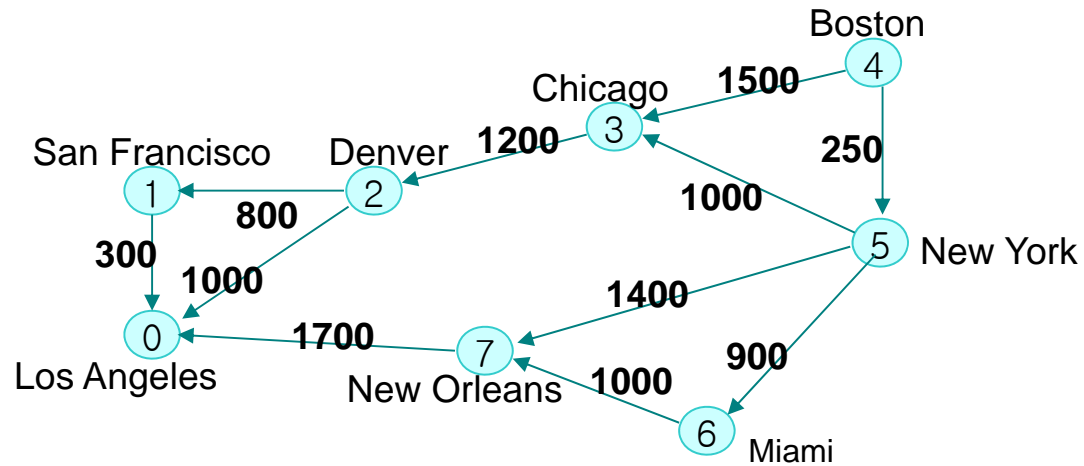 Boston
4
1500
Chicago
3
1200
250
San Francisco
Denver
1
2
1000
800
5
New York
300
1000
1400
0
1700
7
Los Angeles
New Orleans
900
1000
6
Miami